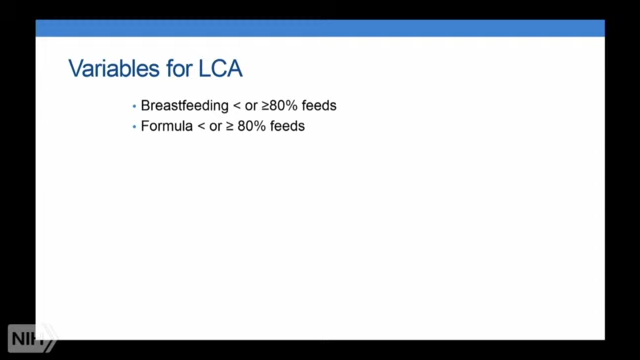 Variables for LCA
• Breastfeeding < or ≥80% feeds
• Formula < or ≥ 80% feeds
NIH